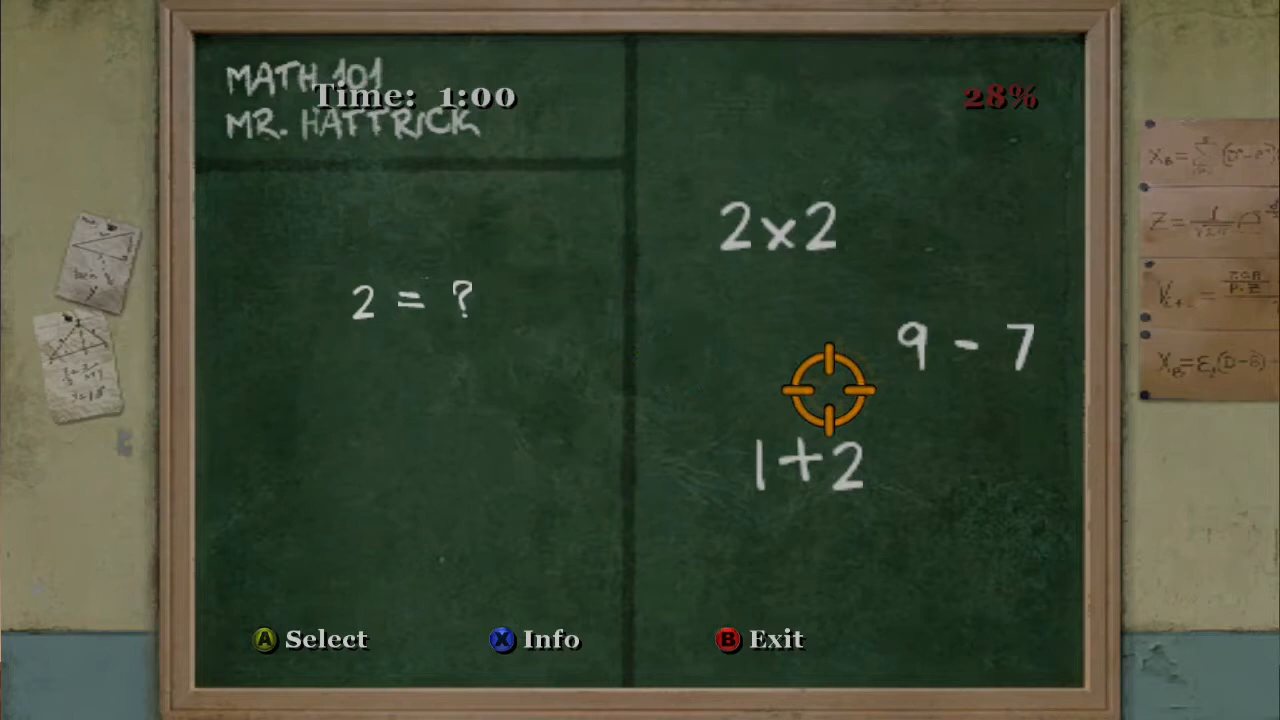 MATH 101
Time: 1:00
28%
MR. HATTRICK
2 = ?
2x2
9 - 7
1+2
A Select
X Info
B Exit